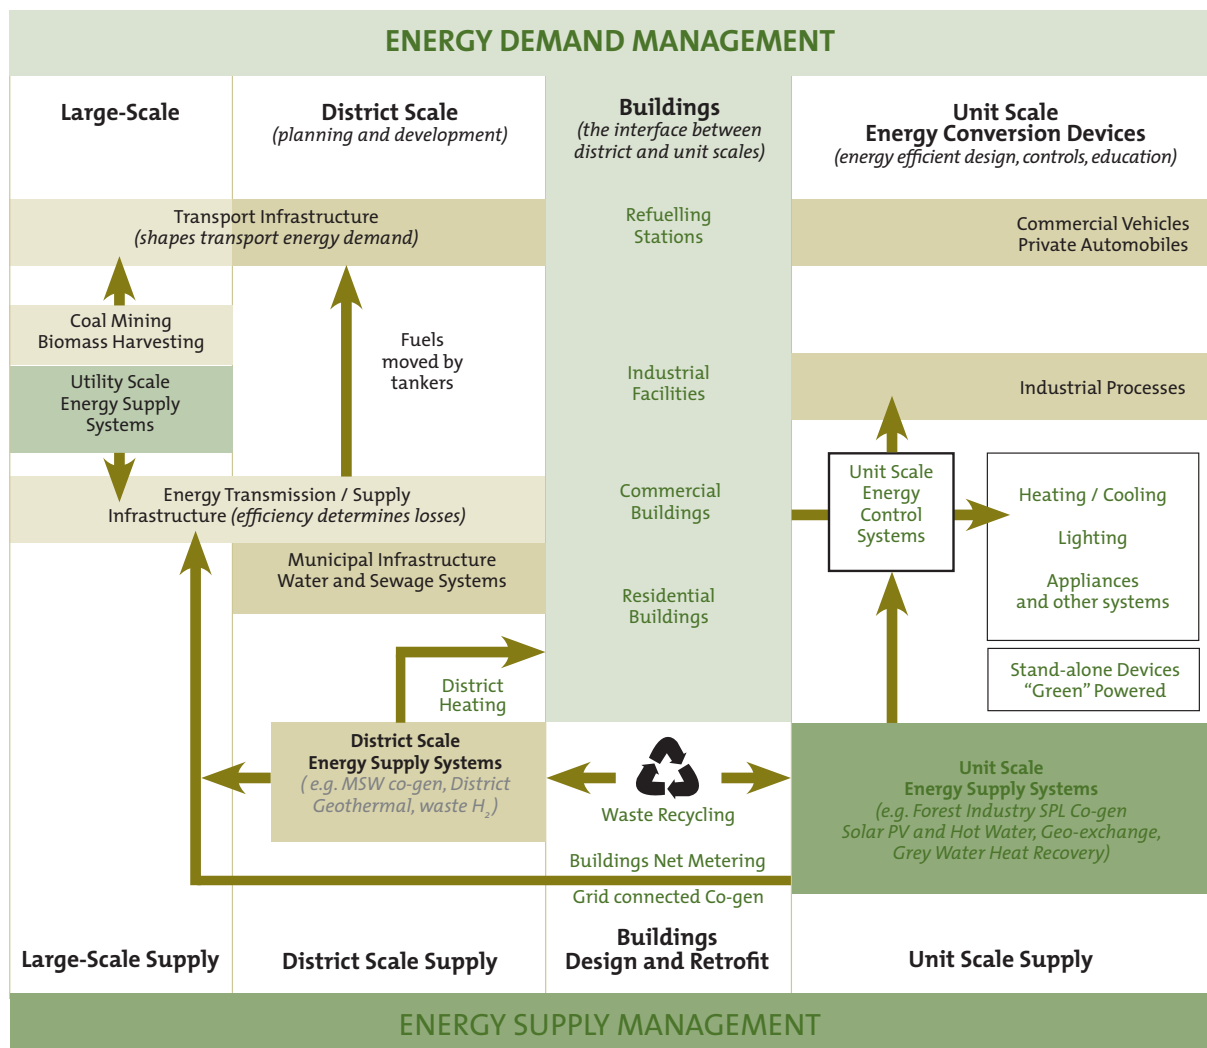 ENERGY DEMAND MANAGEMENT
Large-Scale
District Scale
(planning and development)
Buildings
(the interface between
district and unit scales)
Unit Scale
Energy Conversion Devices
(energy efficient design, controls, education)
Transport Infrastructure
(shapes transport energy demand)
Refuelling
Stations
Commercial Vehicles
Private Automobiles
Coal Mining
Biomass Harvesting
Utility Scale
Energy Supply
Systems
Fuels
moved by
tankers
Industrial
Facilities
Industrial Processes
Energy Transmission / Supply
Infrastructure (efficiency determines losses)
Commercial
Buildings
Unit Scale
Energy
Control
Systems
Heating / Cooling
Lighting
Appliances
and other systems
Municipal Infrastructure
Water and Sewage Systems
Residential
Buildings
Stand-alone Devices
“Green” Powered
District
Heating
District Scale
Energy Supply Systems
( e.g. MSW co-gen, District
Geothermal, waste H2)
Waste Recycling
Unit Scale
Energy Supply Systems
(e.g. Forest Industry SPL Co-gen
Solar PV and Hot Water, Geo-exchange,
Grey Water Heat Recovery)
Buildings Net Metering
Grid connected Co-gen
Large-Scale Supply
District Scale Supply
Buildings
Design and Retrofit
Unit Scale Supply
ENERGY SUPPLY MANAGEMENT